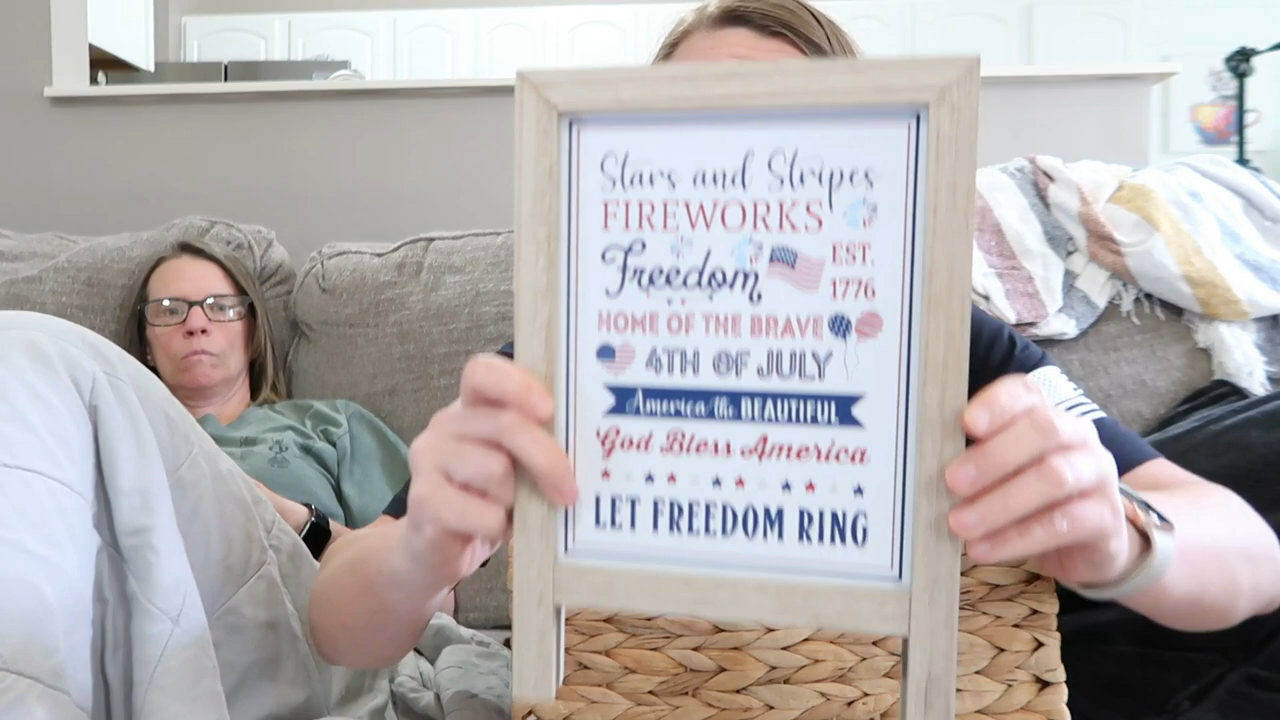 Stars and Stripes
FIREWORKS
Freedom
EST.
1776
HOME OF THE BRAVE
4TH OF JULY
America the BEAUTIFUL
God Bless America
LET FREEDOM RING